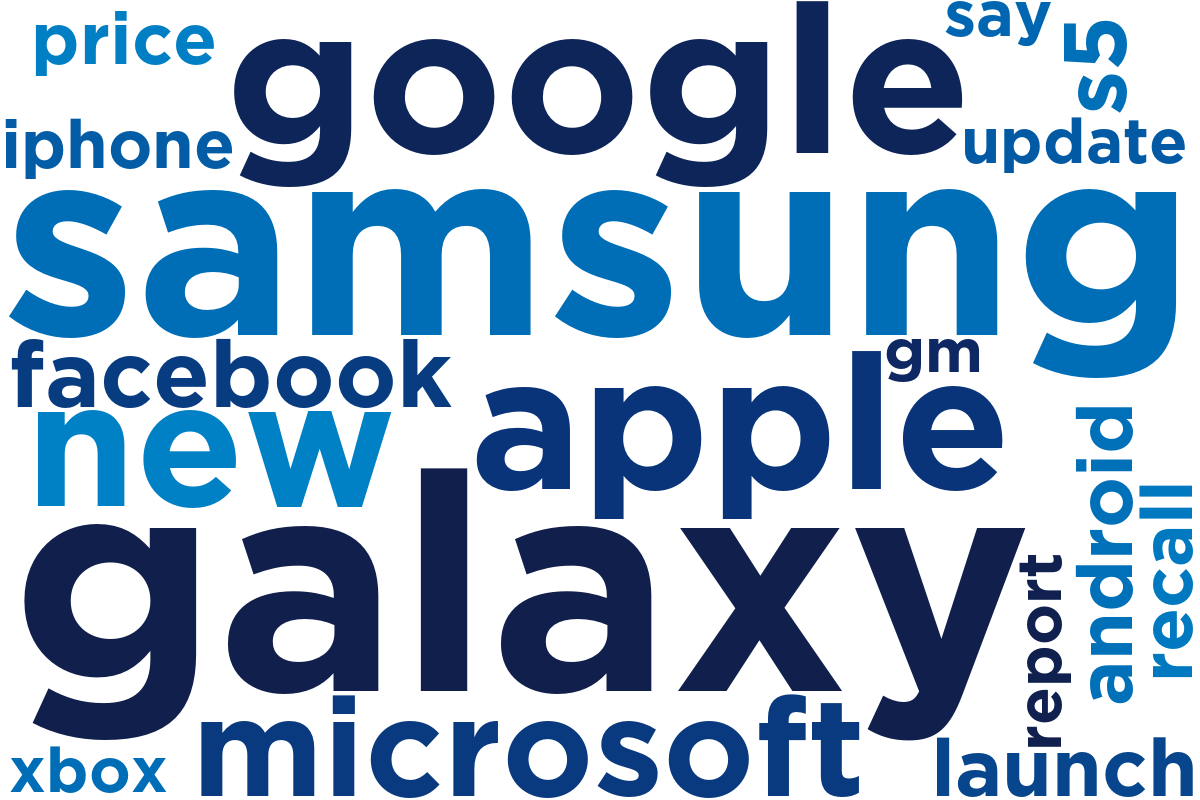 price
google
say
s5
iphone
update
samsung
facebook
gm
new
apple
android
recall
galaxy
report
microsoft
xbox
launch